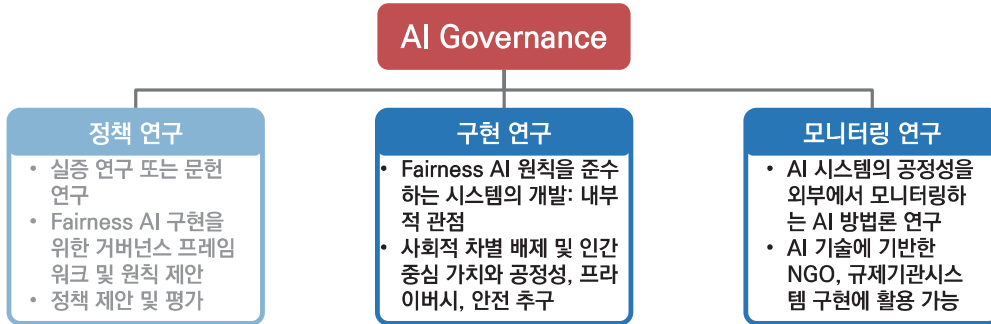 AI Governance
정책 연구
• 실증 연구 또는 문헌
연구
• Fairness AI 구현을
위한 거버넌스 프레임
워크 및 원칙 제안
• 정책 제안 및 평가
구현 연구
• Fairness AI 원칙을 준수
하는 시스템의 개발: 내부
적 관점
• 사회적 차별 배제 및 인간
중심 가치와 공정성, 프라
이버시, 안전 추구
모니터링 연구
• AI 시스템의 공정성을
외부에서 모니터링하
는 AI 방법론 연구
• AI 기술에 기반한
NGO, 규제기관시스
템 구현에 활용 가능